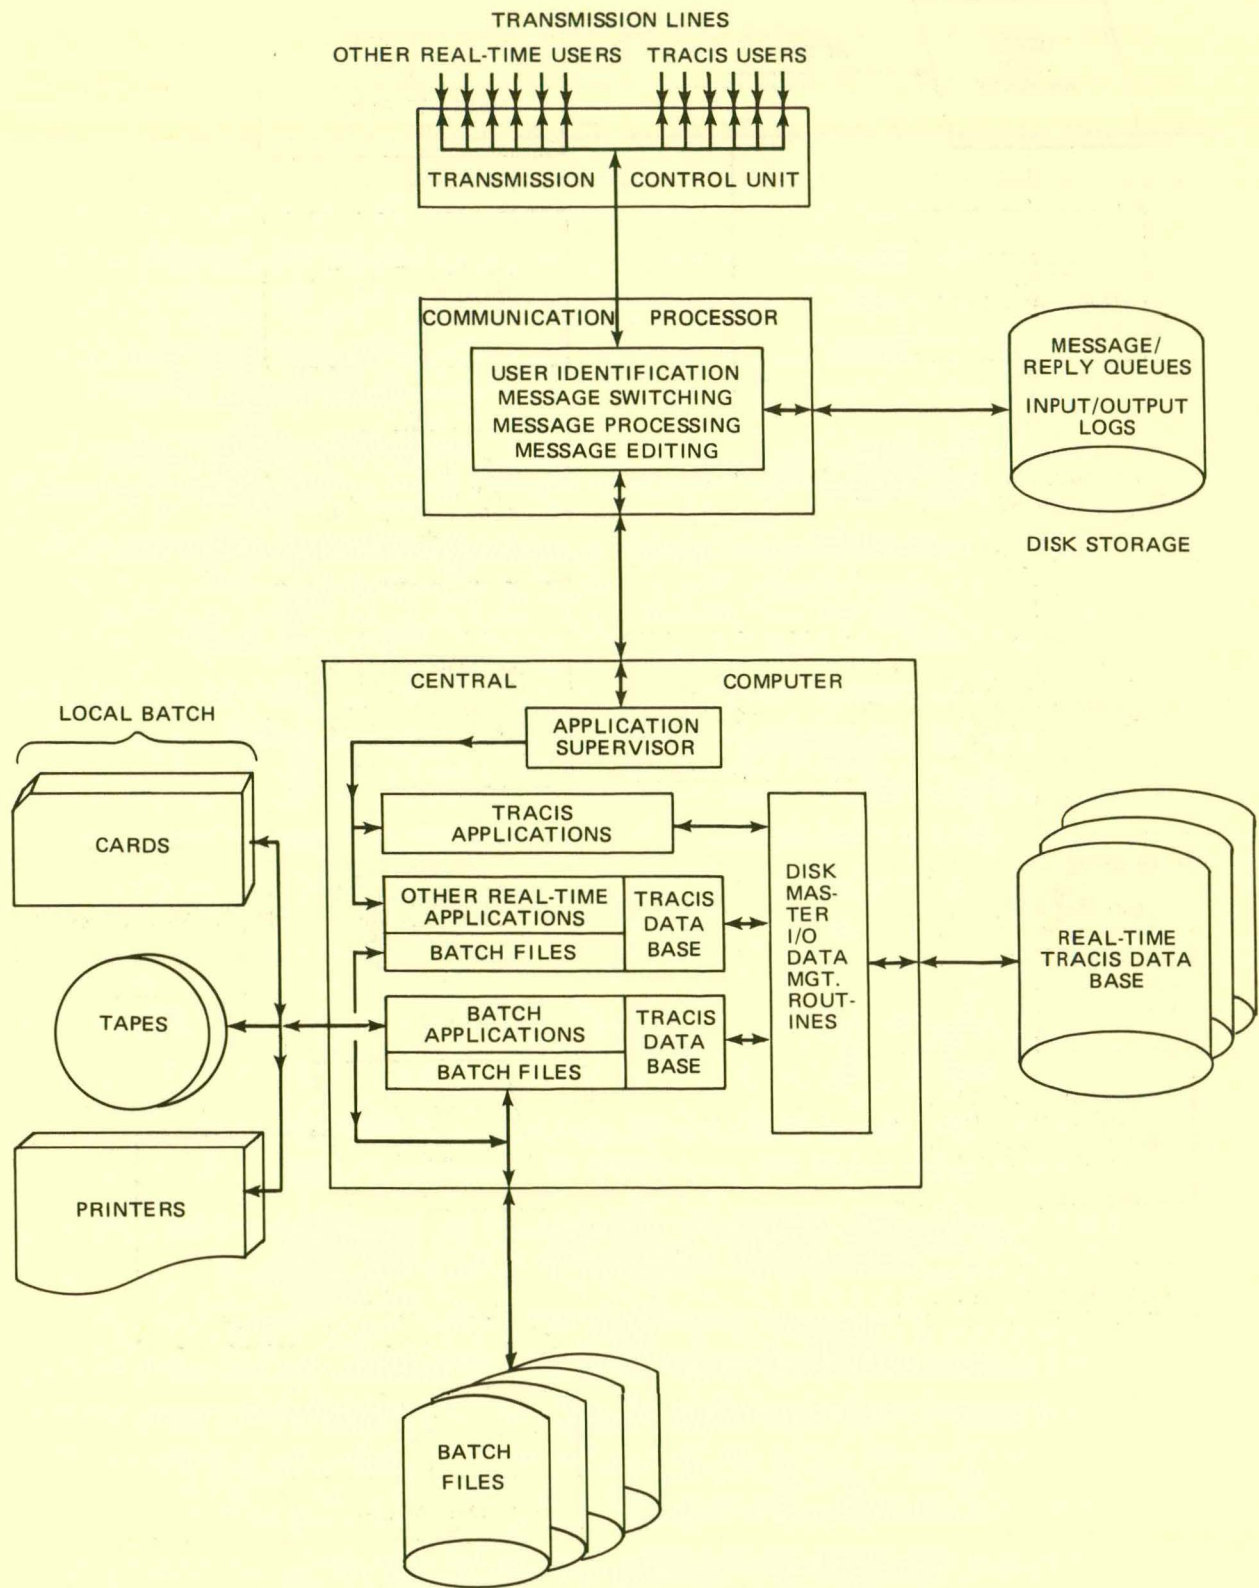 TRANSMISSION LINES
OTHER REAL-TIME USERS
TRACIS USERS
TRANSMISSION
CONTROL UNIT
COMMUNICATION
PROCESSOR
USER IDENTIFICATION
MESSAGE SWITCHING
MESSAGE PROCESSING
MESSAGE EDITING
MESSAGE/
REPLY QUEUES
INPUT/OUTPUT
LOGS
DISK STORAGE
CENTRAL
COMPUTER
APPLICATION
SUPERVISOR
LOCAL BATCH
CARDS
TAPES
PRINTERS
TRACIS
APPLICATIONS
OTHER REAL-TIME
APPLICATIONS
BATCH FILES
TRACIS
DATA
BASE
BATCH
APPLICATIONS
BATCH FILES
TRACIS
DATA
BASE
DISK
MAS-
TER
I/O
DATA
MGT.
ROUT-
INES
REAL-TIME
TRACIS DATA
BASE
BATCH
FILES